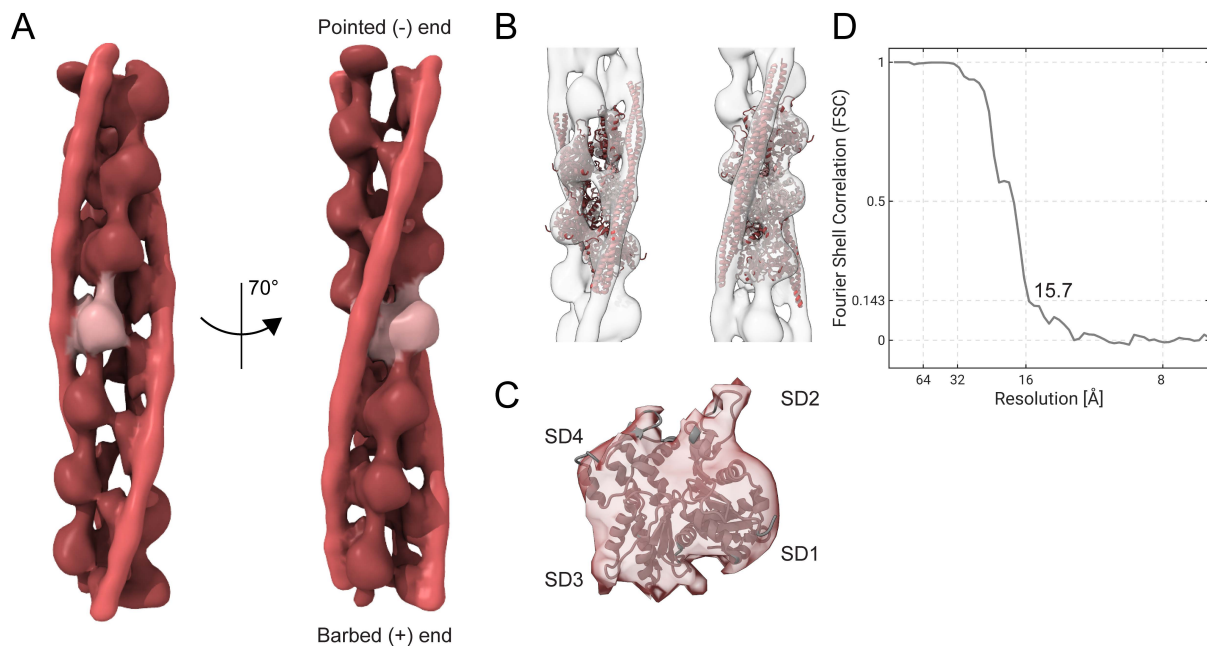 A
Pointed (-) end
70°
Barbed (+) end
B
C
SD2
SD4
SD1
SD3
D
Fourier Shell Correlation (FSC)
1
0.5
0.143
0
15.7
64
32
16
8
Resolution [Å]